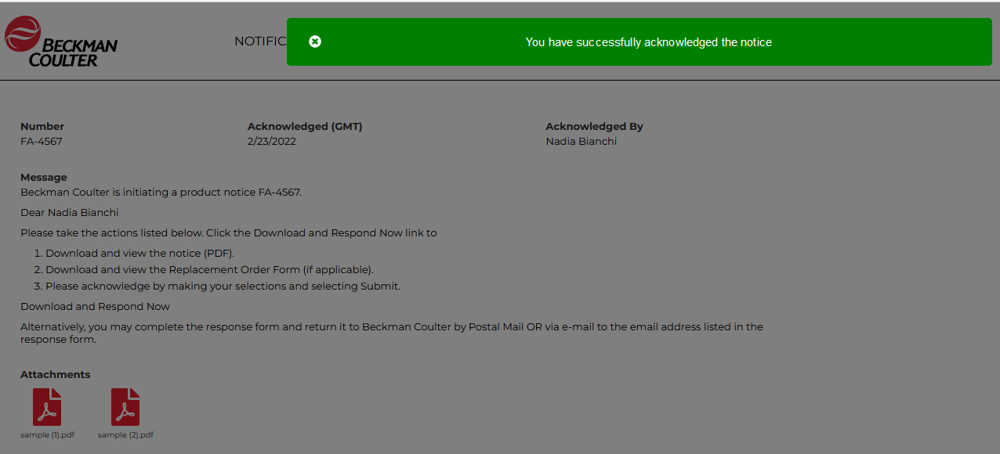 BECKMAN
COULTER
NOTIFIC
You have successfully acknowledged the notice
Number
Acknowledged (GMT)
Acknowledged By
FA-4567
2/23/2022
Nadia Bianchi
Message
Beckman Coulter is initiating a product notice FA-4567.
Dear Nadia Bianchi
Please take the actions listed below. Click the Download and Respond Now link to
1. Download and view the notice (PDF).
2. Download and view the Replacement Order Form (if applicable).
3. Please acknowledge by making your selections and selecting Submit.
Download and Respond Now
Alternatively, you may complete the response form and return it to Beckman Coulter by Postal Mail OR via e-mail to the email address listed in the
response form.
Attachments
sample (1).pdf
sample (2).pdf